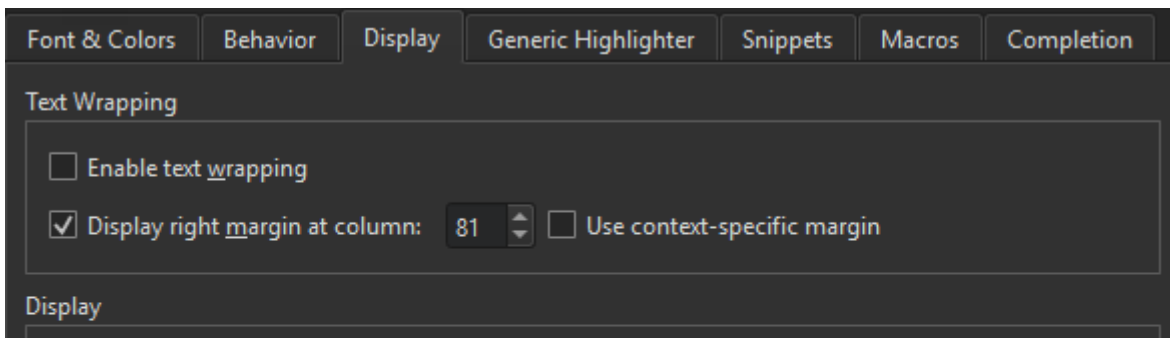 Font & Colors Behavior Display Generic Highlighter Snippets Macros Completion
Text Wrapping
Enable text wrapping
Display right margin at column: 81 Use context-specific margin
Display